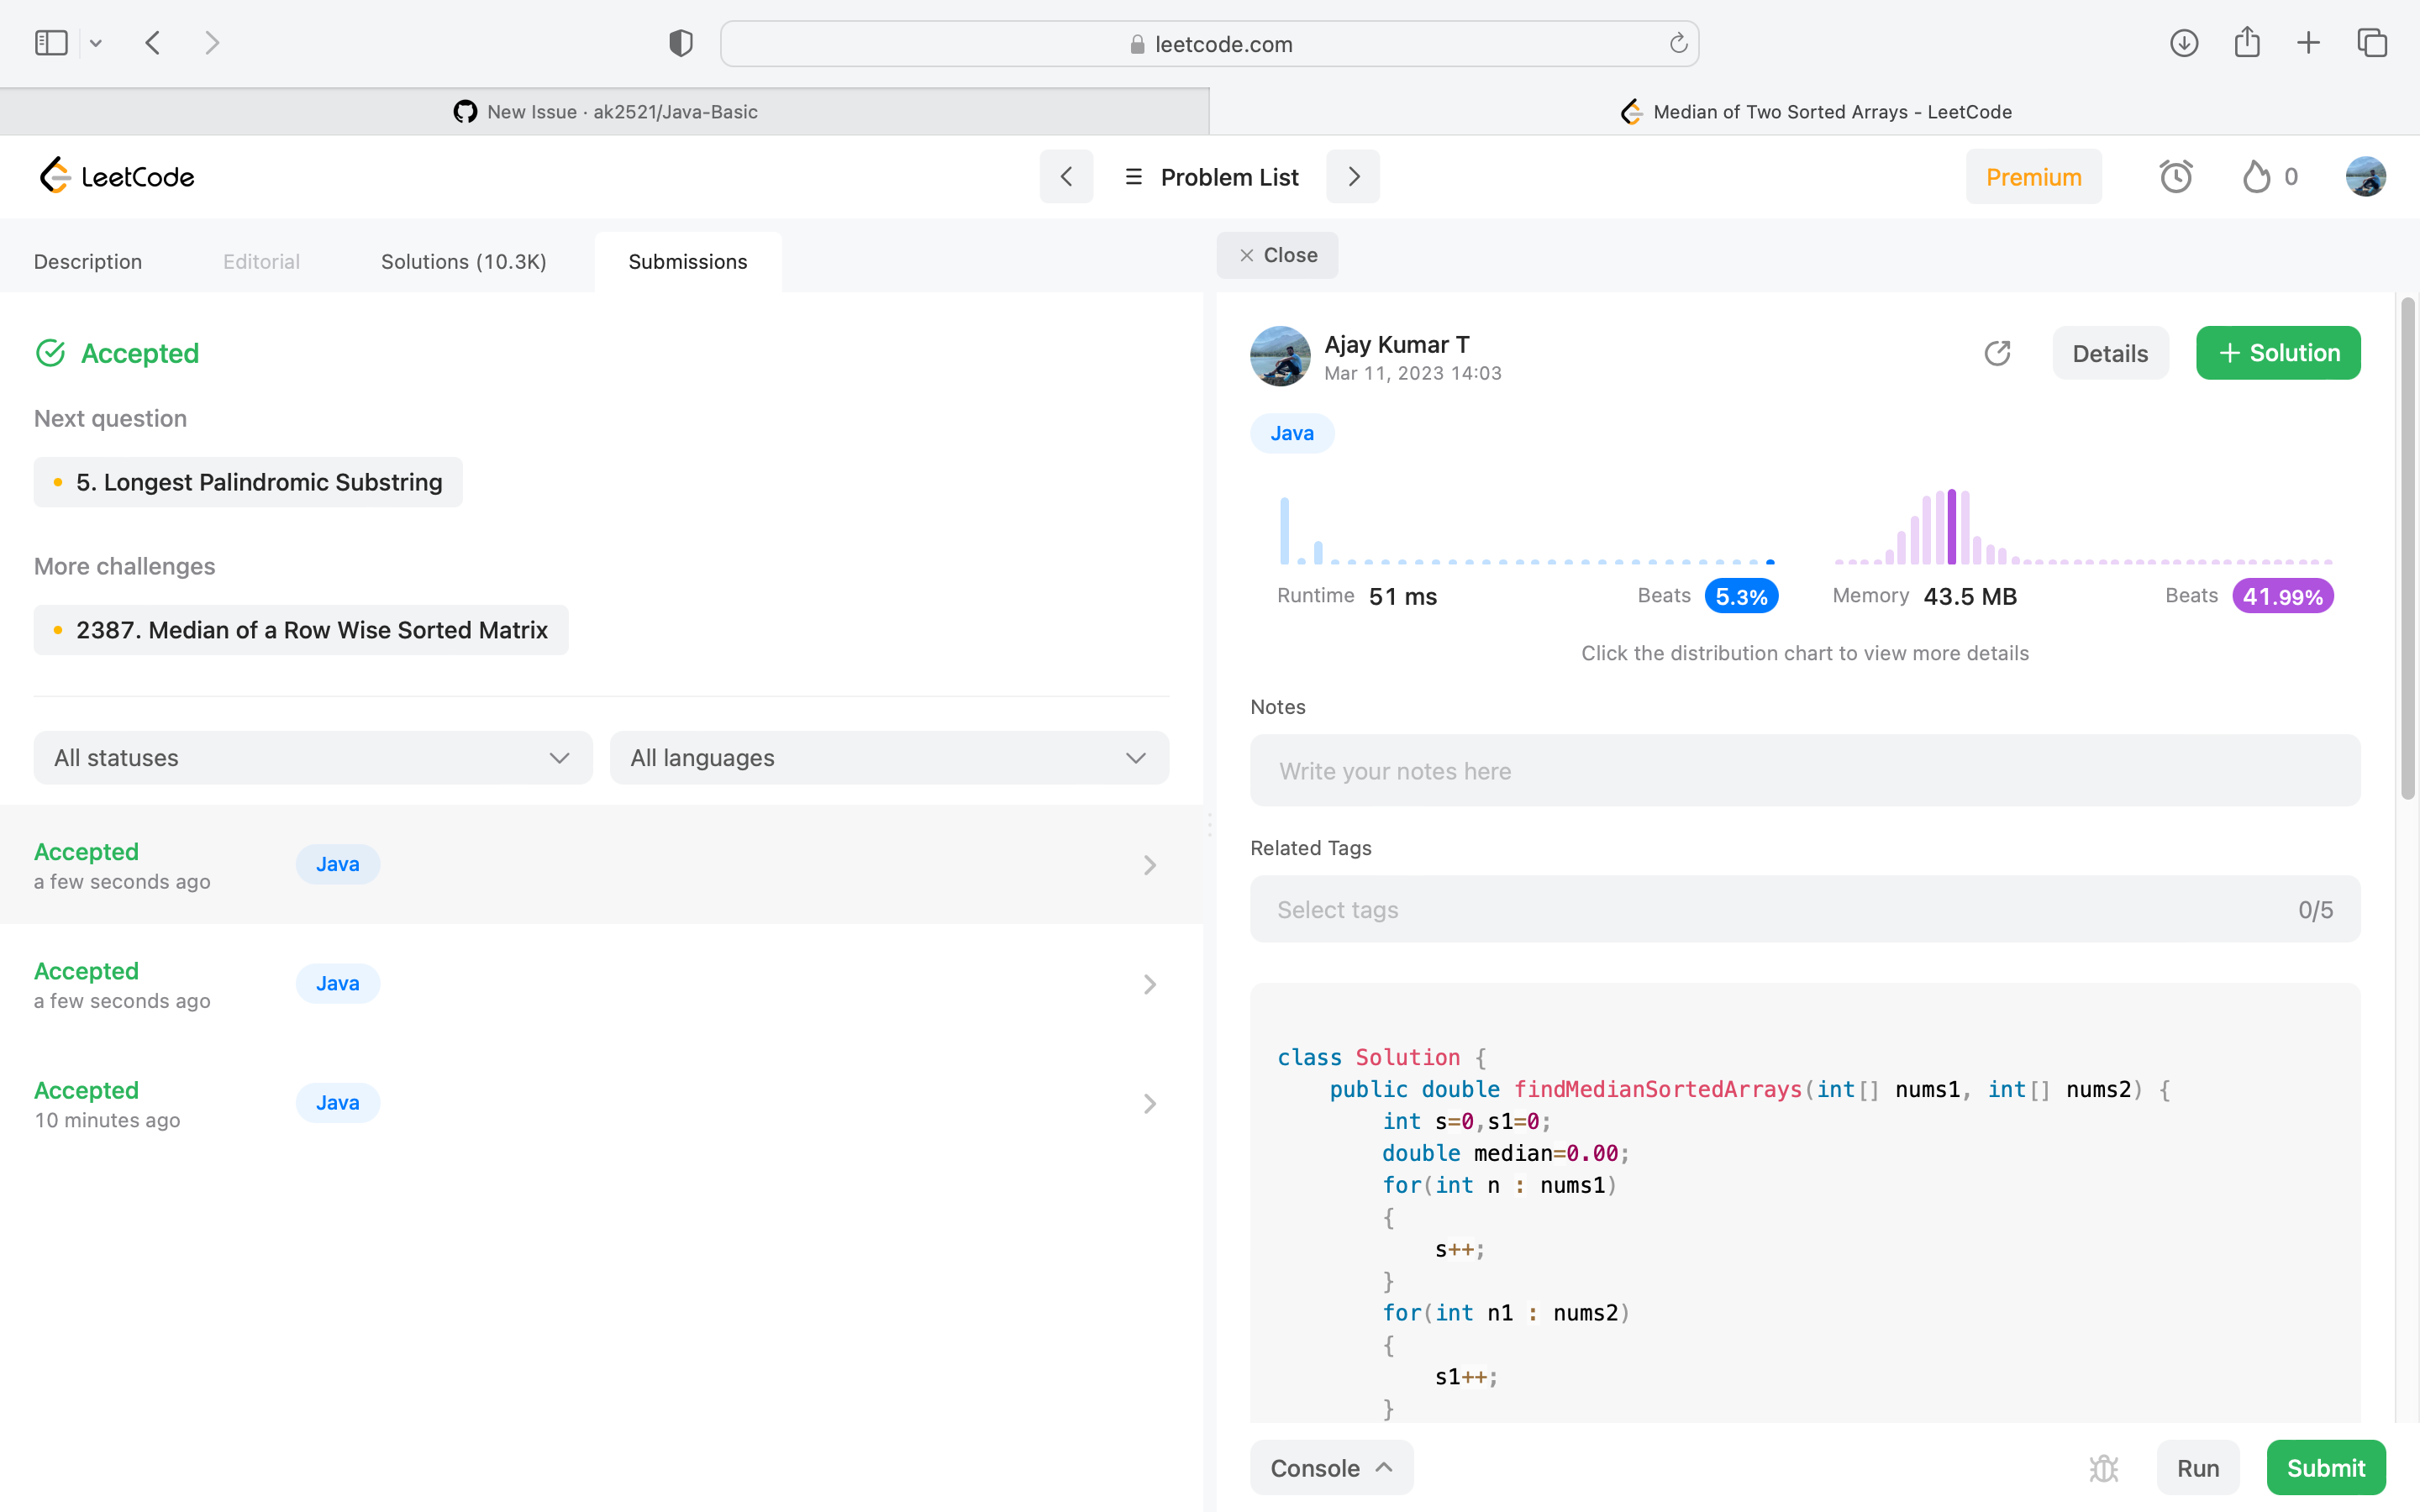 leetcode.com
New Issue · ak2521/Java-Basic
Median of Two Sorted Arrays - LeetCode
LeetCode
Problem List
Premium
0
Description
Editorial
Solutions (10.3K)
Submissions
Close
Accepted
Next question
5. Longest Palindromic Substring
More challenges
2387. Median of a Row Wise Sorted Matrix
All statuses
All languages
Accepted
Java
a few seconds ago
Accepted
Java
a few seconds ago
Accepted
Java
10 minutes ago
Ajay Kumar T
Mar 11, 2023 14:03
Details
+ Solution
Java
Runtime 51 ms
Beats 5.3%
Memory 43.5 MB
Beats 41.99%
Click the distribution chart to view more details
Notes
Write your notes here
Related Tags
Select tags
0/5
class Solution {
    public double findMedianSortedArrays(int[] nums1, int[] nums2) {
        int s=0,s1=0;
        double median=0.00;
        for(int n : nums1)
        {
            s++;
        }
        for(int n1 : nums2)
        {
            s1++;
        }
Console
Run
Submit